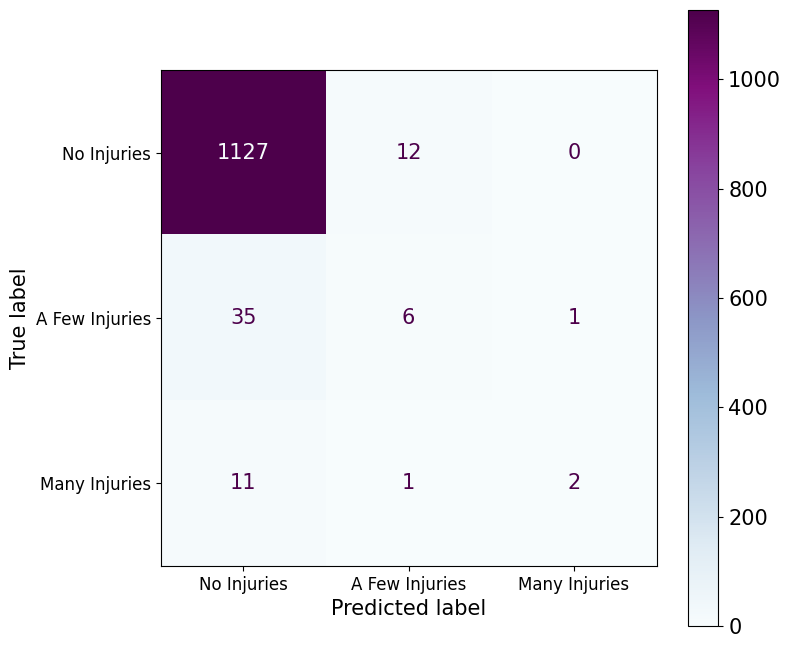 1000
800
600
400
200
0
True label
No Injuries
A Few Injuries
Many Injuries
1127 12 0
35 6 1
11 1 2
No Injuries A Few Injuries Many Injuries
Predicted label